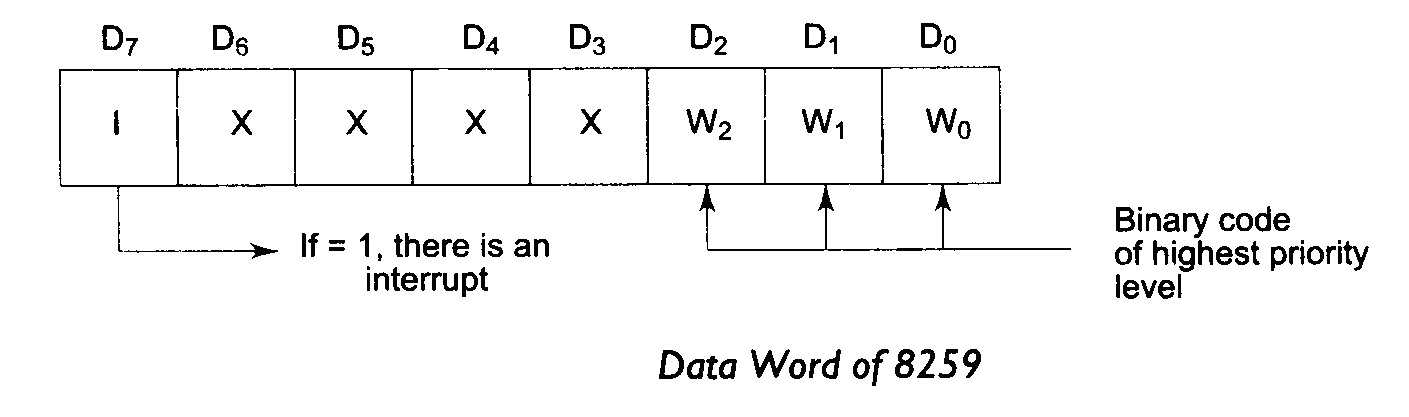 D₇ D₆ D₅ D₄ D₃ D₂ D₁ D₀
I X X X X W₂ W₁ W₀
If = 1, there is an
interrupt
Binary code
of highest priority
level
Data Word of 8259